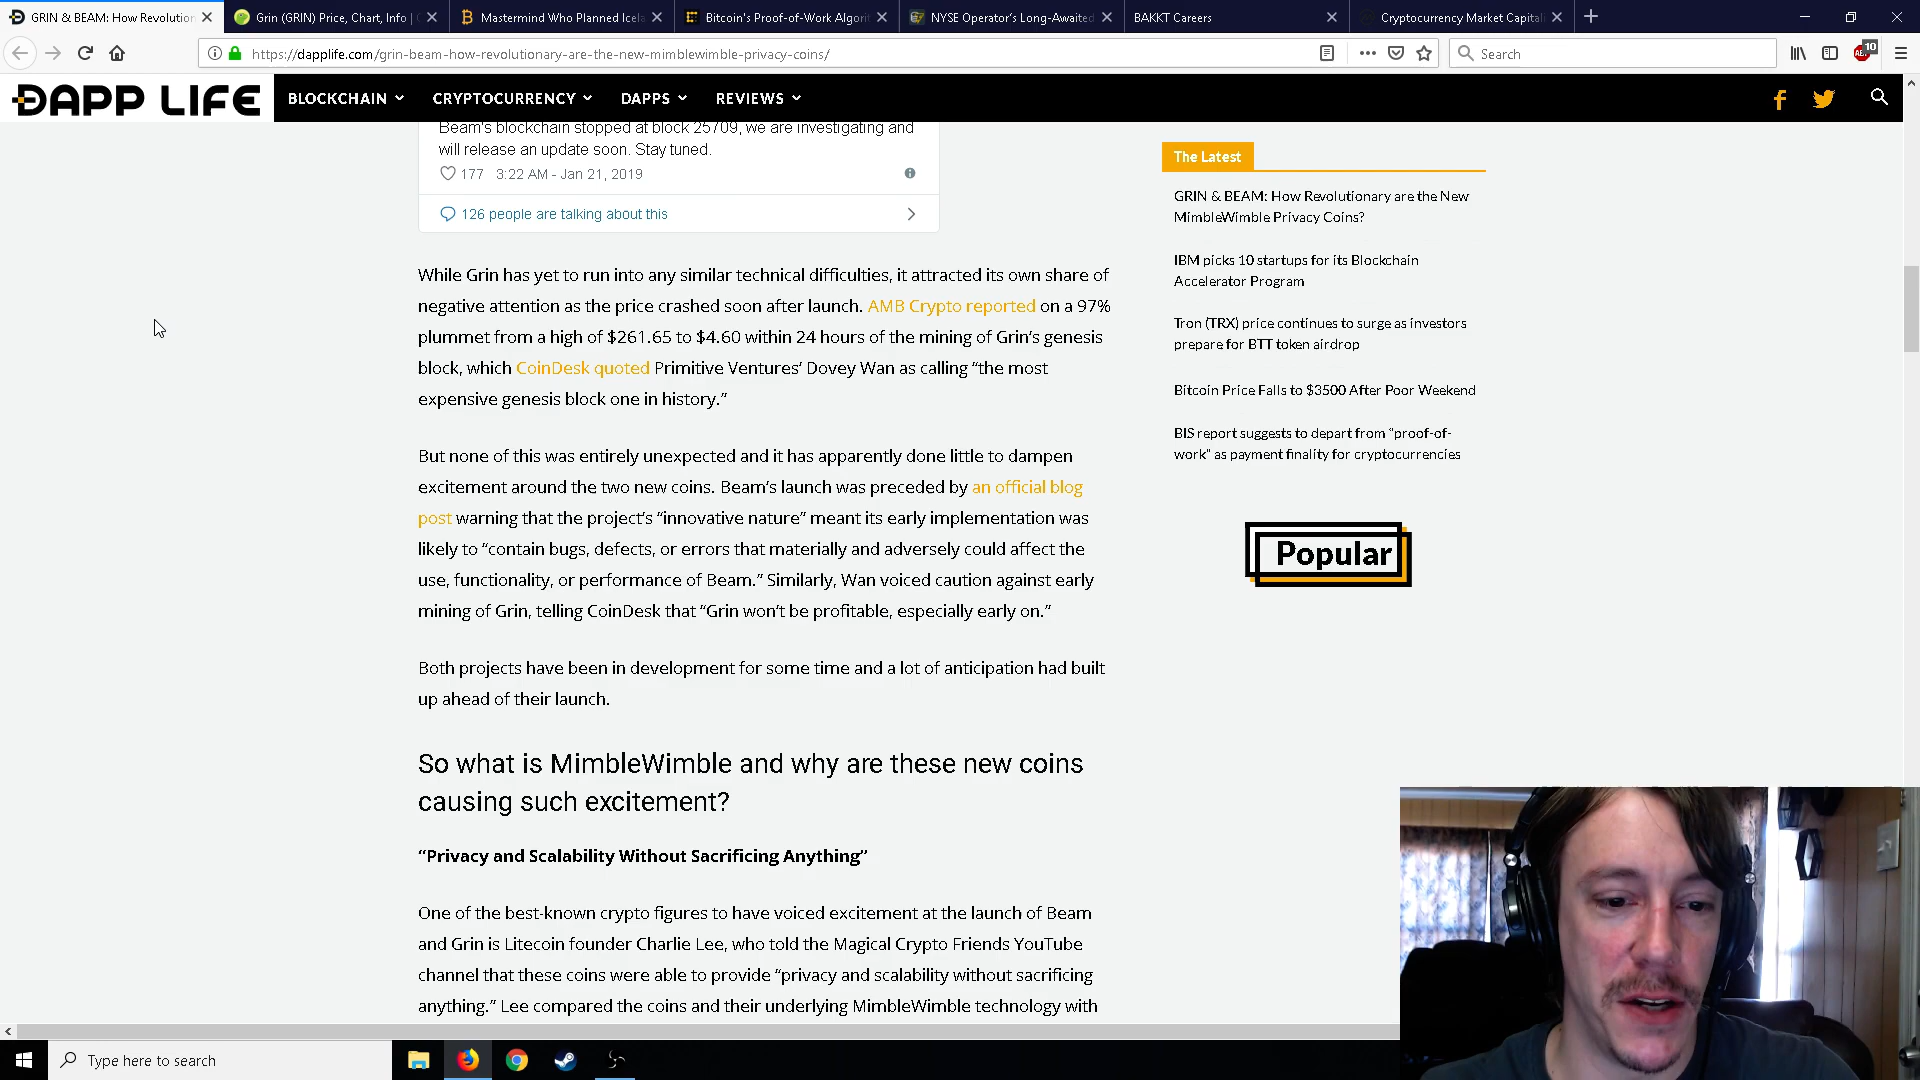 GRIN & BEAM: How Revolution
Grin (GRIN) Price, Chart, Info |
Mastermind Who Planned Icela
Bitcoin's Proof-of-Work Algori
NYSE Operator's Long-Awaited
BAKKT Careers
Cryptocurrency Market Capitali
https://dapplife.com/grin-beam-how-revolutionary-are-the-new-mimblewimble-privacy-coins/
Search
10
DAPP LIFE
BLOCKCHAIN
CRYPTOCURRENCY
DAPPS
REVIEWS
Beam's blockchain stopped at block 25709, we are investigating and
will release an update soon. Stay tuned.
177 3:22 AM - Jan 21, 2019
126 people are talking about this
While Grin has yet to run into any similar technical difficulties, it attracted its own share of
negative attention as the price crashed soon after launch. AMB Crypto reported on a 97%
plummet from a high of $261.65 to $4.60 within 24 hours of the mining of Grin's genesis
block, which CoinDesk quoted Primitive Ventures' Dovey Wan as calling "the most
expensive genesis block one in history."
But none of this was entirely unexpected and it has apparently done little to dampen
excitement around the two new coins. Beam's launch was preceded by an official blog
post warning that the project's "innovative nature" meant its early implementation was
likely to "contain bugs, defects, or errors that materially and adversely could affect the
use, functionality, or performance of Beam." Similarly, Wan voiced caution against early
mining of Grin, telling CoinDesk that "Grin won't be profitable, especially early on."
Both projects have been in development for some time and a lot of anticipation had built
up ahead of their launch.
So what is MimbleWimble and why are these new coins
causing such excitement?
"Privacy and Scalability Without Sacrificing Anything"
One of the best-known crypto figures to have voiced excitement at the launch of Beam
and Grin is Litecoin founder Charlie Lee, who told the Magical Crypto Friends YouTube
channel that these coins were able to provide "privacy and scalability without sacrificing
anything." Lee compared the coins and their underlying MimbleWimble technology with
The Latest
GRIN & BEAM: How Revolutionary are the New
MimbleWimble Privacy Coins?
IBM picks 10 startups for its Blockchain
Accelerator Program
Tron (TRX) price continues to surge as investors
prepare for BTT token airdrop
Bitcoin Price Falls to $3500 After Poor Weekend
BIS report suggests to depart from "proof-of-
work" as payment finality for cryptocurrencies
Popular
Type here to search